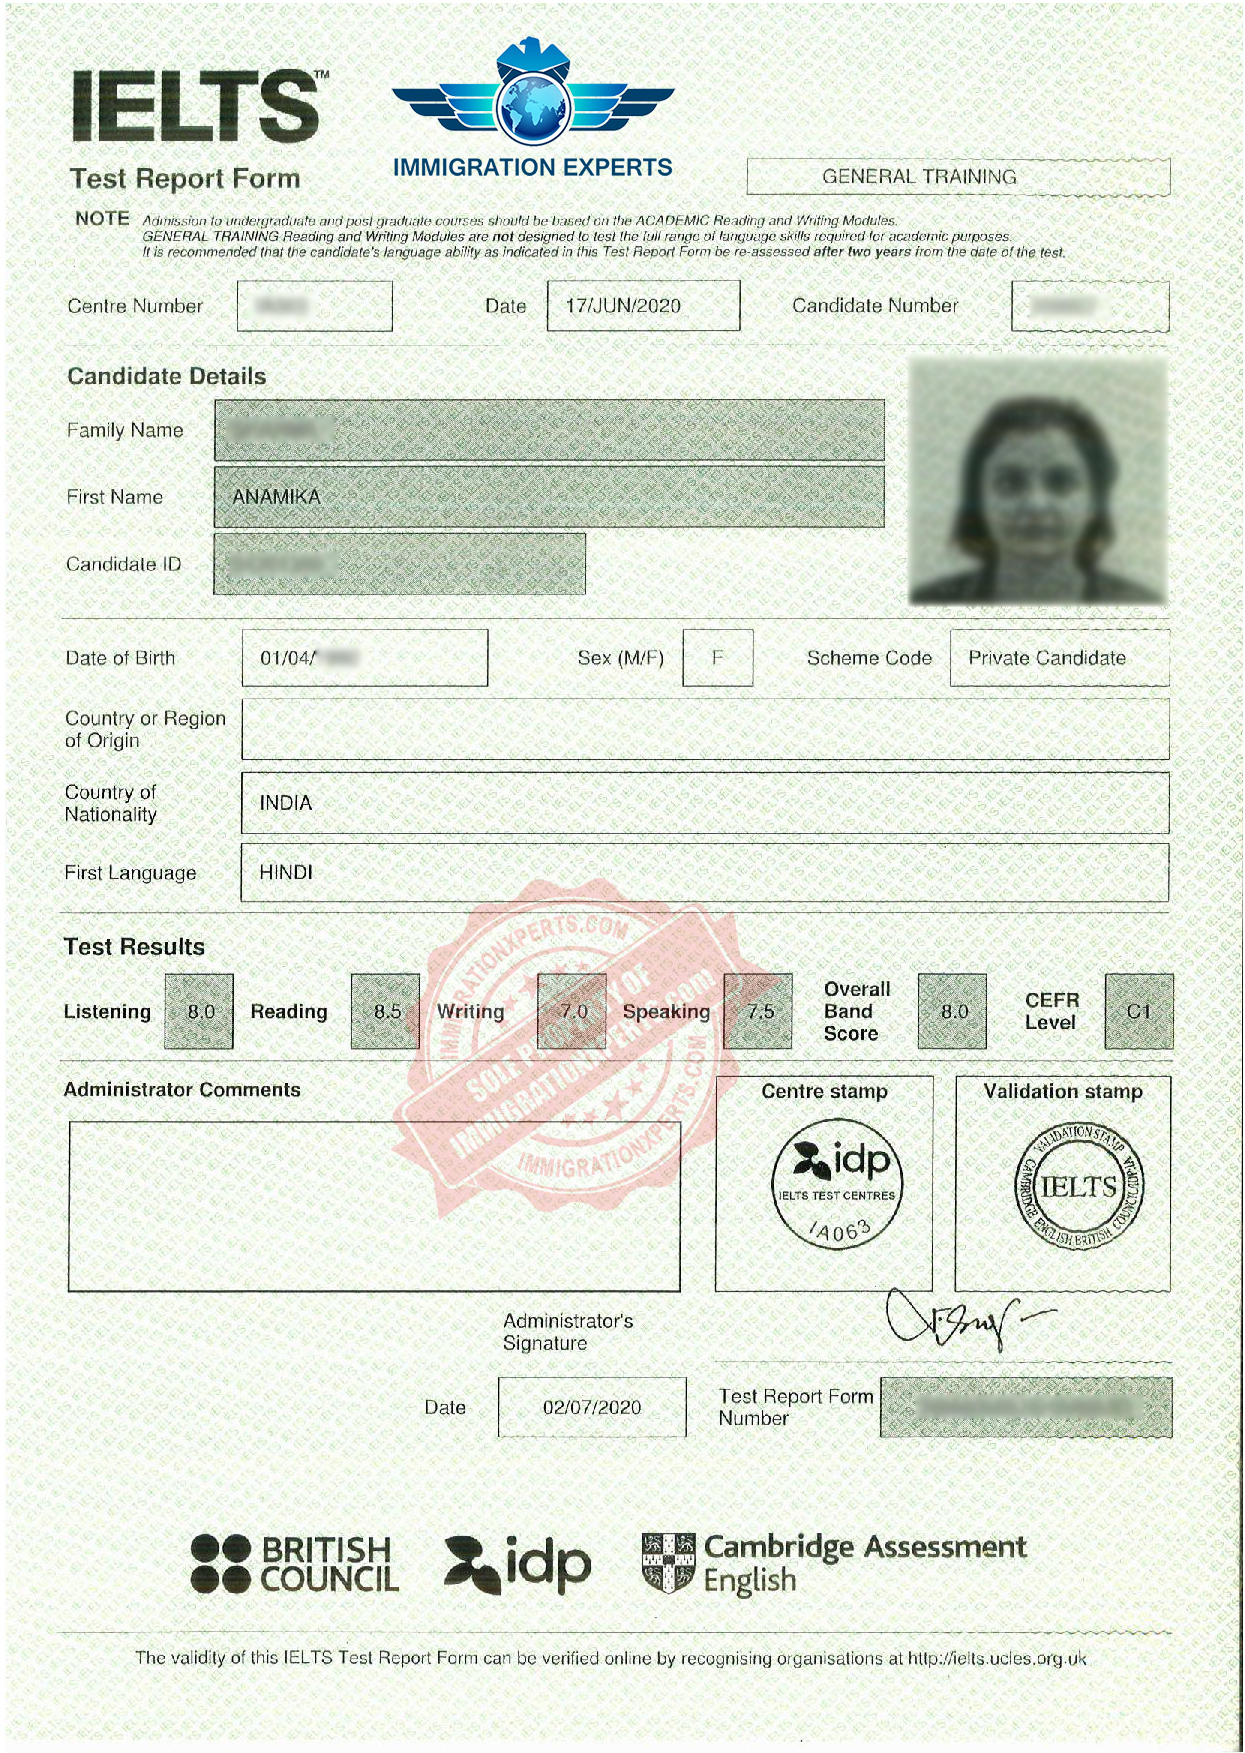 IELTS™
IMMIGRATION EXPERTS
Test Report Form
GENERAL TRAINING
NOTE Admission to undergraduate and post graduate courses should be based on the ACADEMIC Reading and Writing Modules.
GENERAL TRAINING Reading and Writing Modules are not designed to test the full range of language skills required for academic purposes.
It is recommended that the candidate's language ability as indicated in this Test Report Form be re-assessed after two years from the date of the test.
Centre Number
Date 17/JUN/2020
Candidate Number
Candidate Details
Family Name
First Name ANAMIKA
Candidate ID
Date of Birth 01/04/
Sex (M/F) F
Scheme Code Private Candidate
Country or Region
of Origin
Country of
Nationality
INDIA
First Language HINDI
Test Results
Listening 8.0
Reading 8.5
Writing 7.0
Speaking 7.5
Overall
Band
Score
8.0
CEFR
Level
C1
IMMIGRATIONXPERTS.COM
SOLE PROPERTY OF
IMMIGRATIONXPERTS.COM
IMMIGRATIONXPERTS.COM
Administrator Comments
Centre stamp
idp
IELTS TEST CENTRES
IA063
Validation stamp
VALIDATION STAMP
IELTS
CAMBRIDGE ENGLISH BRITISH COUNCIL IDP:IA
Administrator's
Signature
Date 02/07/2020
Test Report Form
Number
BRITISH
COUNCIL
idp
Cambridge Assessment
English
The validity of this IELTS Test Report Form can be verified online by recognising organisations at http://ielts.ucles.org.uk